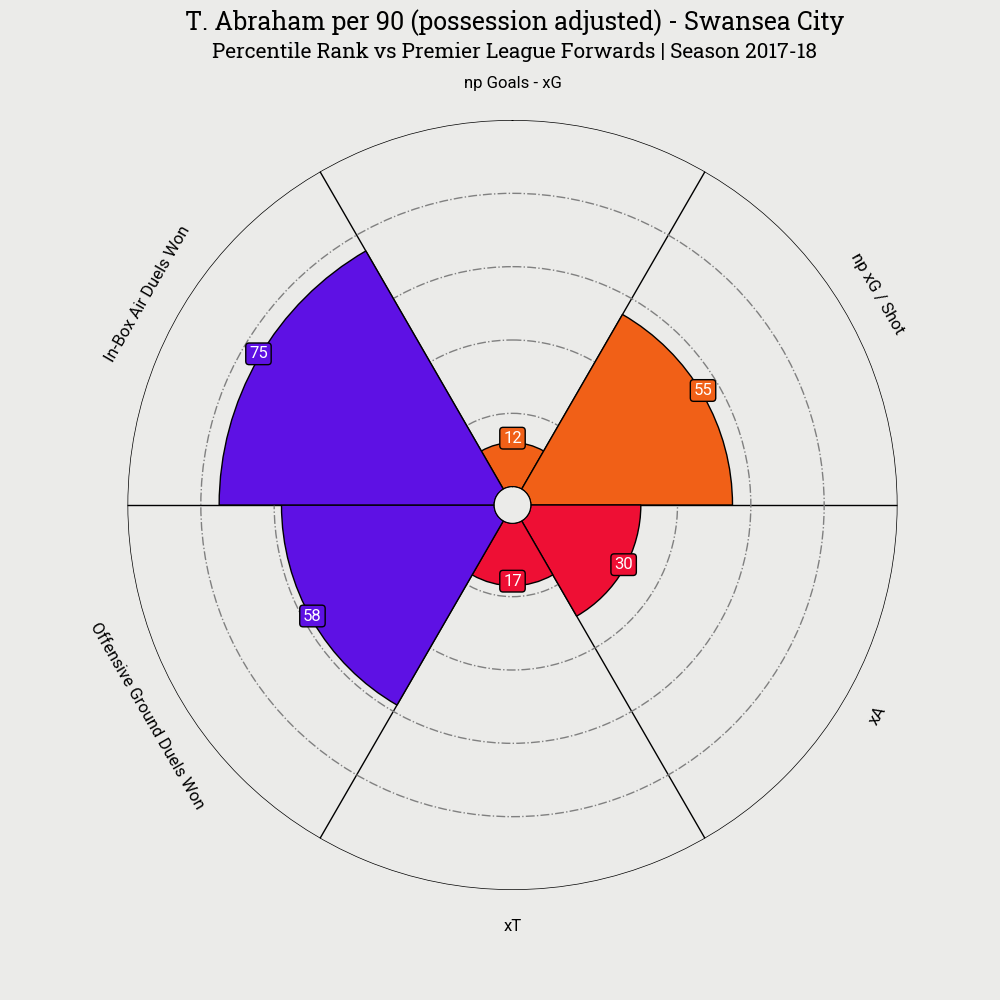 T. Abraham per 90 (possession adjusted) - Swansea City
Percentile Rank vs Premier League Forwards | Season 2017-18
np Goals - xG
In-Box Air Duels Won
np xG / Shot
75
55
12
30
17
58
Offensive Ground Duels Won
xA
xT